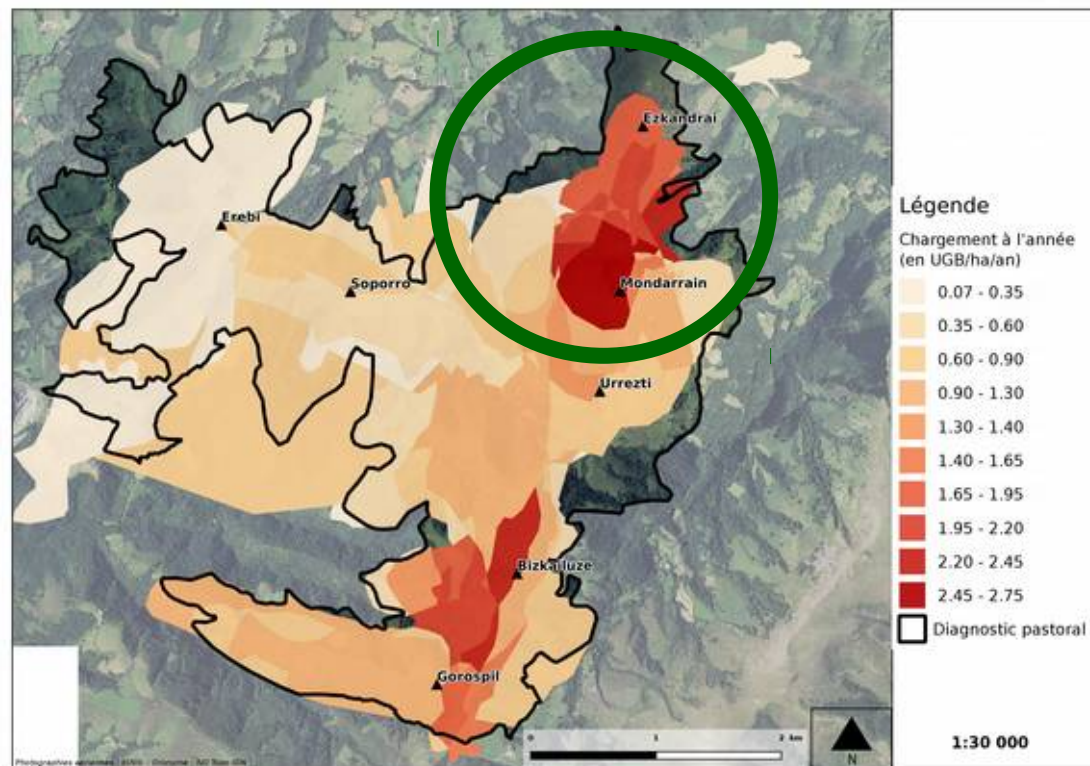 Ezkandrai
Erebi
Soporro
Mondarrain
Urrezti
Bizkailuze
Gorospil
0 1 2 km
N
Légende
Chargement à l'année
(en UGB/ha/an)
0.07 - 0.35
0.35 - 0.60
0.60 - 0.90
0.90 - 1.30
1.30 - 1.40
1.40 - 1.65
1.65 - 1.95
1.95 - 2.20
2.20 - 2.45
2.45 - 2.75
Diagnostic pastoral
1:30 000